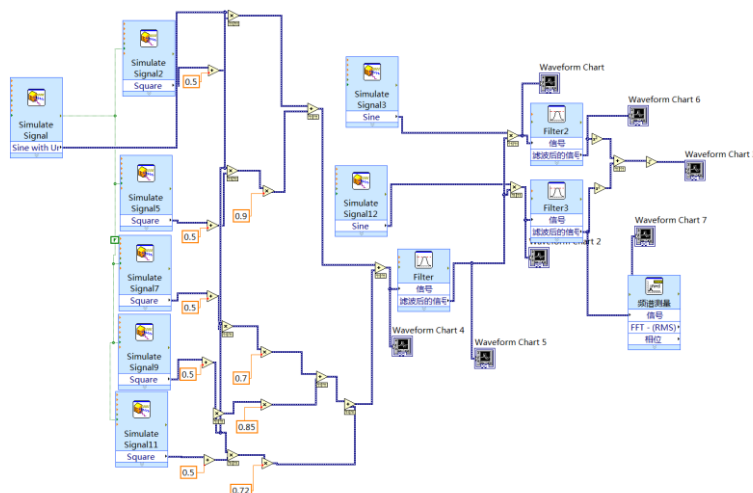 Simulate
Signal
Sine with Ur
Simulate
Signal2
Square
0.5
Simulate
Signal5
Square
0.5
0.9
Simulate
Signal7
Square
0.5
Simulate
Signal9
Square
0.5
0.7
0.85
Simulate
Signal11
Square
0.5
0.72
Simulate
Signal3
Sine
Simulate
Signal12
Sine
Filter
信号
滤波后的信号
Waveform Chart 4
Waveform Chart 5
Waveform Chart
Filter2
信号
滤波后的信号
Waveform Chart 6
Filter3
信号
滤波后的信号
Waveform Chart
Waveform Chart 7
频谱测量
信号
FFT - (RMS)
相位